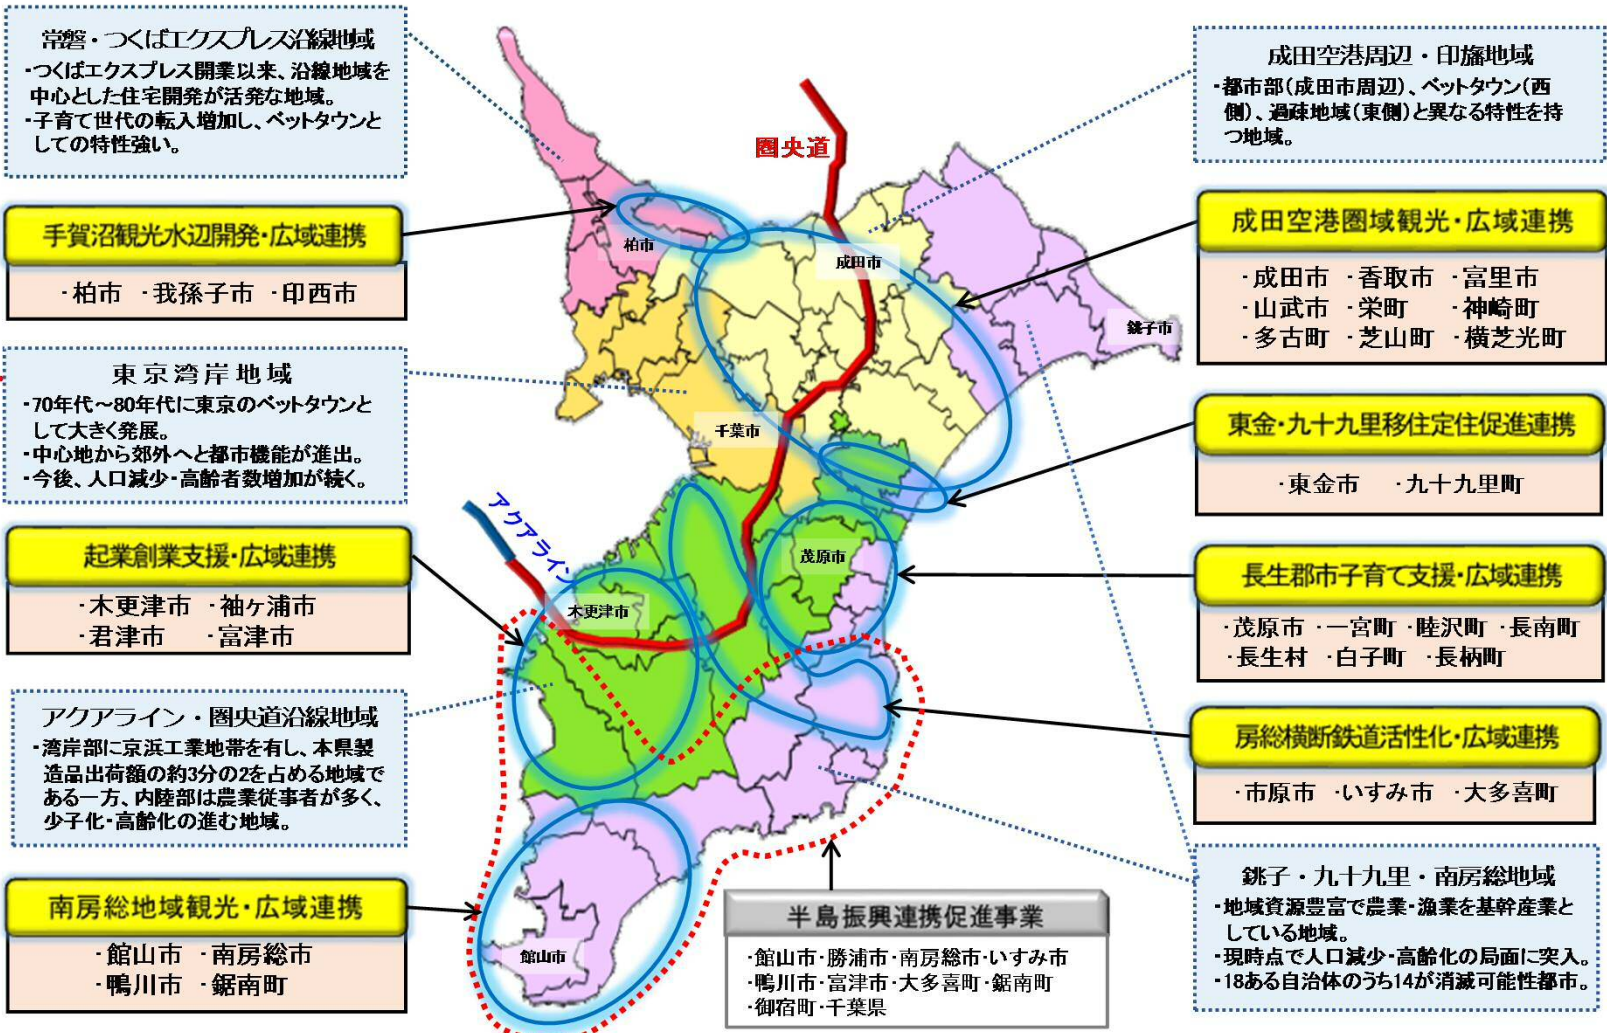 常磐・つくばエクスプレス沿線地域
・つくばエクスプレス開業以来、沿線地域を
中心とした住宅開発が活発な地域。
・子育て世代の転入増加し、ベットタウンと
しての特性強い。
手賀沼観光水辺開発・広域連携
・柏市 ・我孫子市 ・印西市
東京湾岸地域
・70年代～80年代に東京のベットタウンと
して大きく発展。
・中心地から郊外へと都市機能が進出。
・今後、人口減少・高齢者数増加が続く。
起業創業支援・広域連携
・木更津市 ・袖ヶ浦市
・君津市 ・富津市
アクアライン・圏央道沿線地域
・湾岸部に京浜工業地帯を有し、本県製
造品出荷額の約3分の2を占める地域で
ある一方、内陸部は農業従事者が多く、
少子化・高齢化の進む地域。
南房総地域観光・広域連携
・館山市 ・南房総市
・鴨川市 ・鋸南町
圏央道
柏市
成田市
銚子市
千葉市
アクアライン
茂原市
木更津市
館山市
半島振興連携促進事業
・館山市・勝浦市・南房総市・いすみ市
・鴨川市・富津市・大多喜町・鋸南町
・御宿町・千葉県
成田空港周辺・印旛地域
・都市部(成田市周辺)、ベットタウン(西
側)、過疎地域(東側)と異なる特性を持
つ地域。
成田空港圏域観光・広域連携
・成田市 ・香取市 ・富里市
・山武市 ・栄町 ・神崎町
・多古町 ・芝山町 ・横芝光町
東金・九十九里移住定住促進連携
・東金市 ・九十九里町
長生郡市子育て支援・広域連携
・茂原市 ・一宮町 ・睦沢町 ・長南町
・長生村 ・白子町 ・長柄町
房総横断鉄道活性化・広域連携
・市原市 ・いすみ市 ・大多喜町
銚子・九十九里・南房総地域
・地域資源豊富で農業・漁業を基幹産業と
している地域。
・現時点で人口減少・高齢化の局面に突入。
・18ある自治体のうち14が消滅可能性都市。